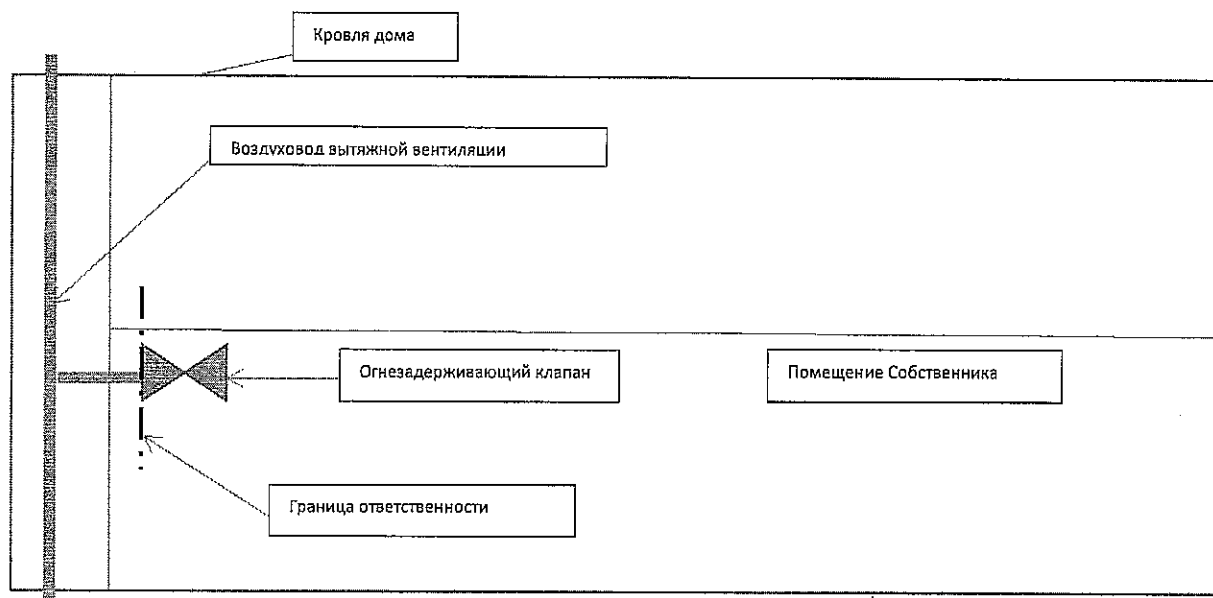 Кровля дома
Воздуховод вытяжной вентиляции
Огнезадерживающий клапан
Помещение Собственника
Граница ответственности